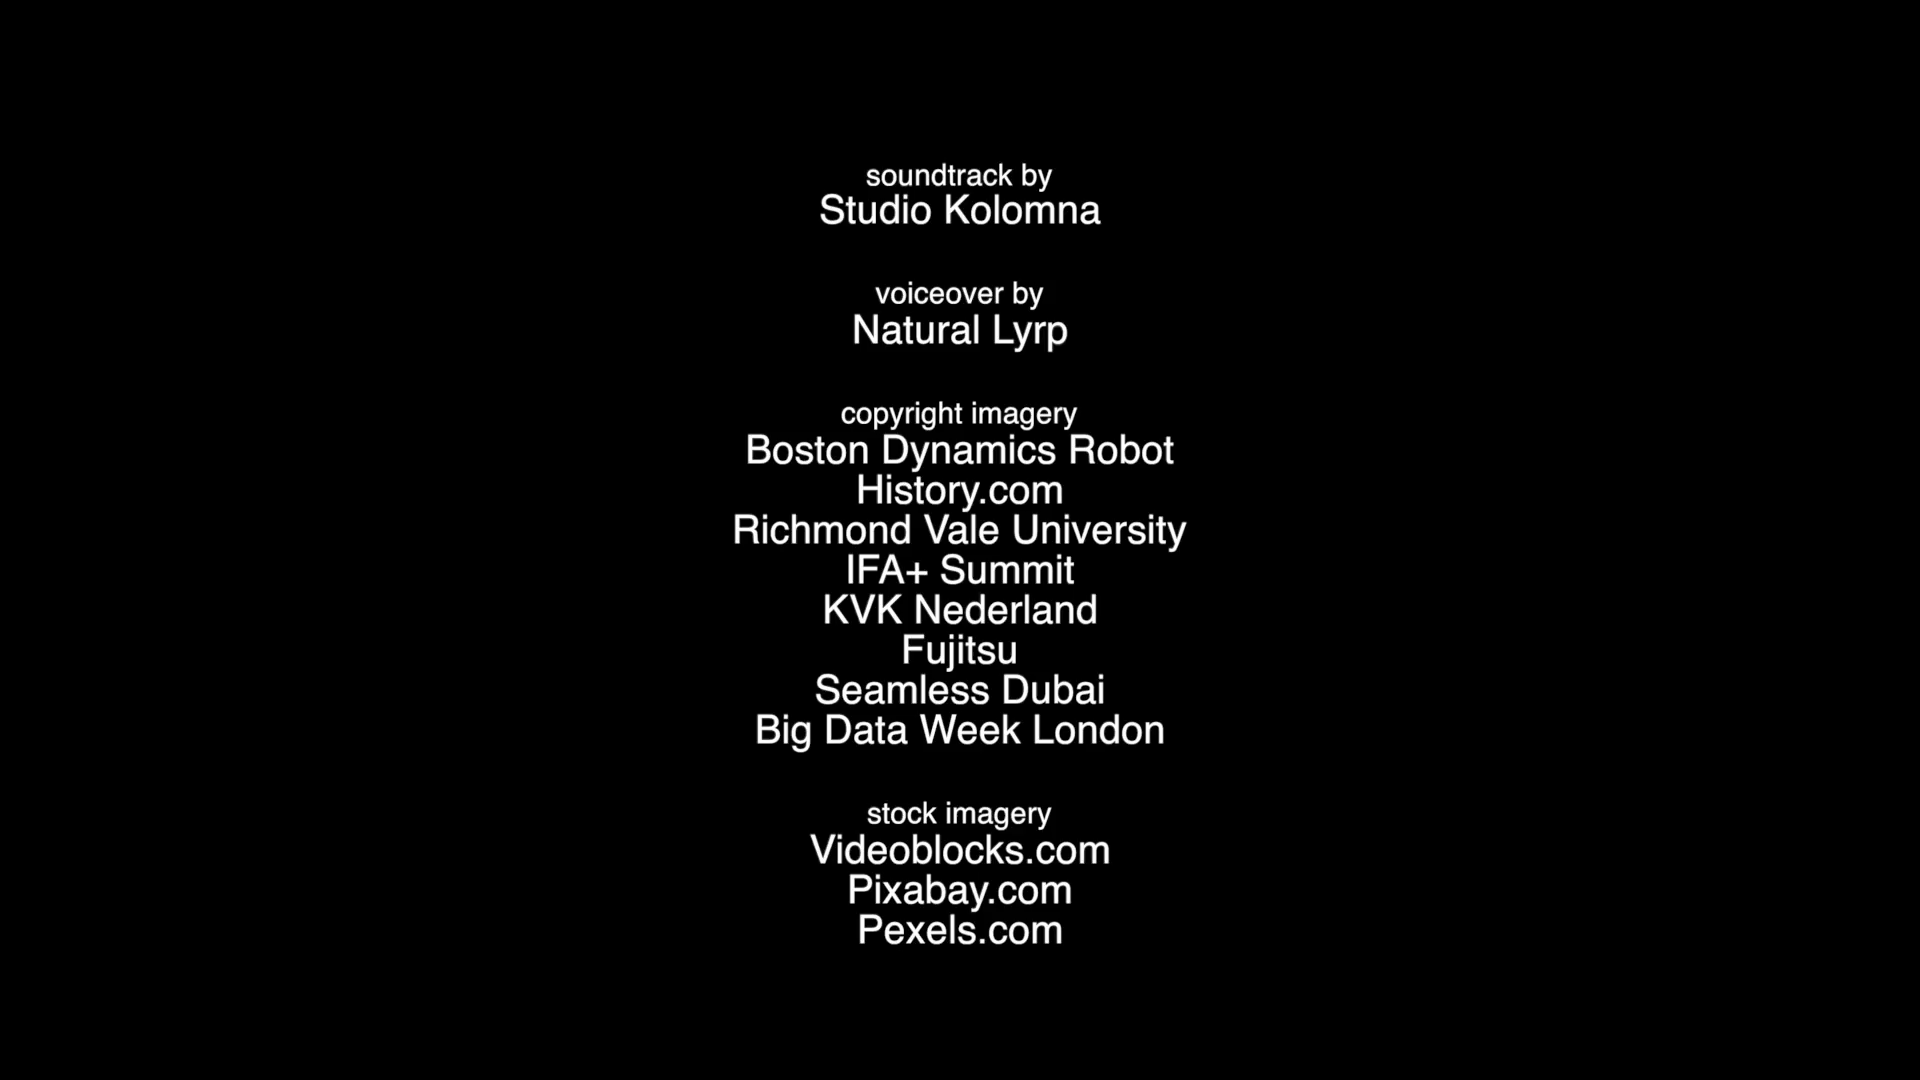 soundtrack by
Studio Kolomna
voiceover by
Natural Lyrp
copyright imagery
Boston Dynamics Robot
History.com
Richmond Vale University
IFA+ Summit
KVK Nederland
Fujitsu
Seamless Dubai
Big Data Week London
stock imagery
Videoblocks.com
Pixabay.com
Pexels.com